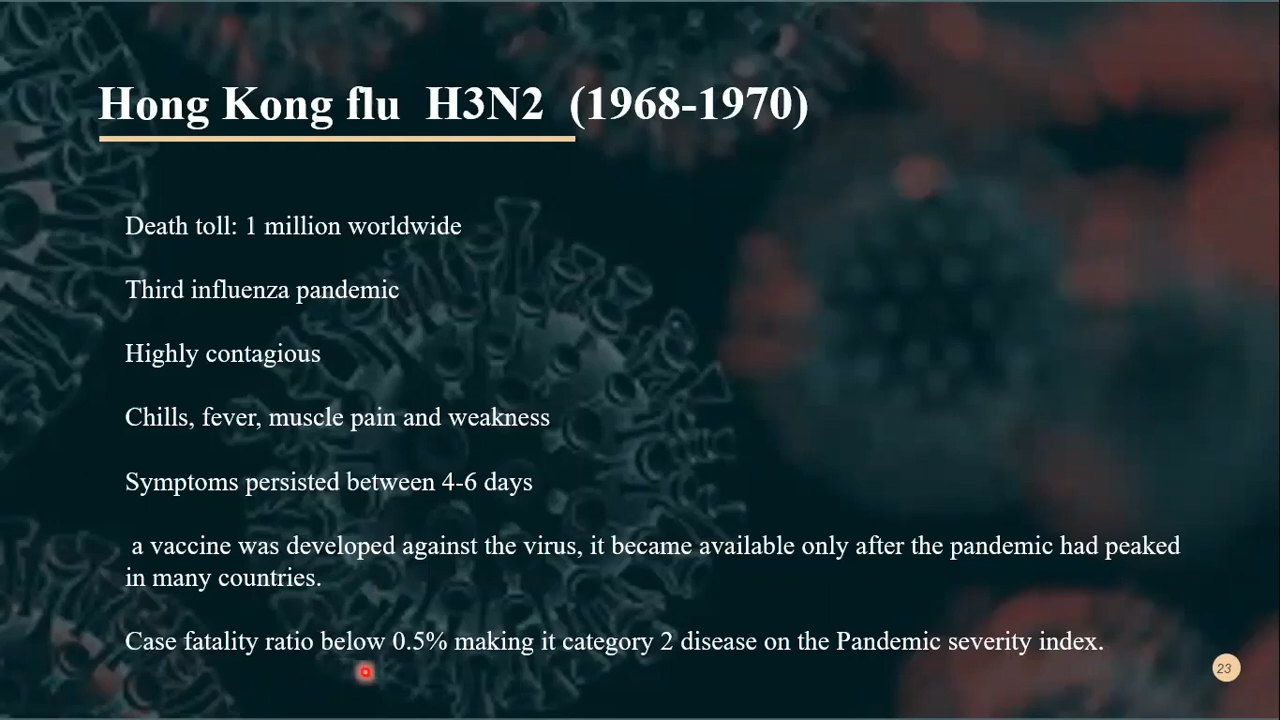 Hong Kong flu H3N2 (1968-1970)
Death toll: 1 million worldwide
Third influenza pandemic
Highly contagious
Chills, fever, muscle pain and weakness
Symptoms persisted between 4-6 days
a vaccine was developed against the virus, it became available only after the pandemic had peaked
in many countries.
Case fatality ratio below 0.5% making it category 2 disease on the Pandemic severity index.
23